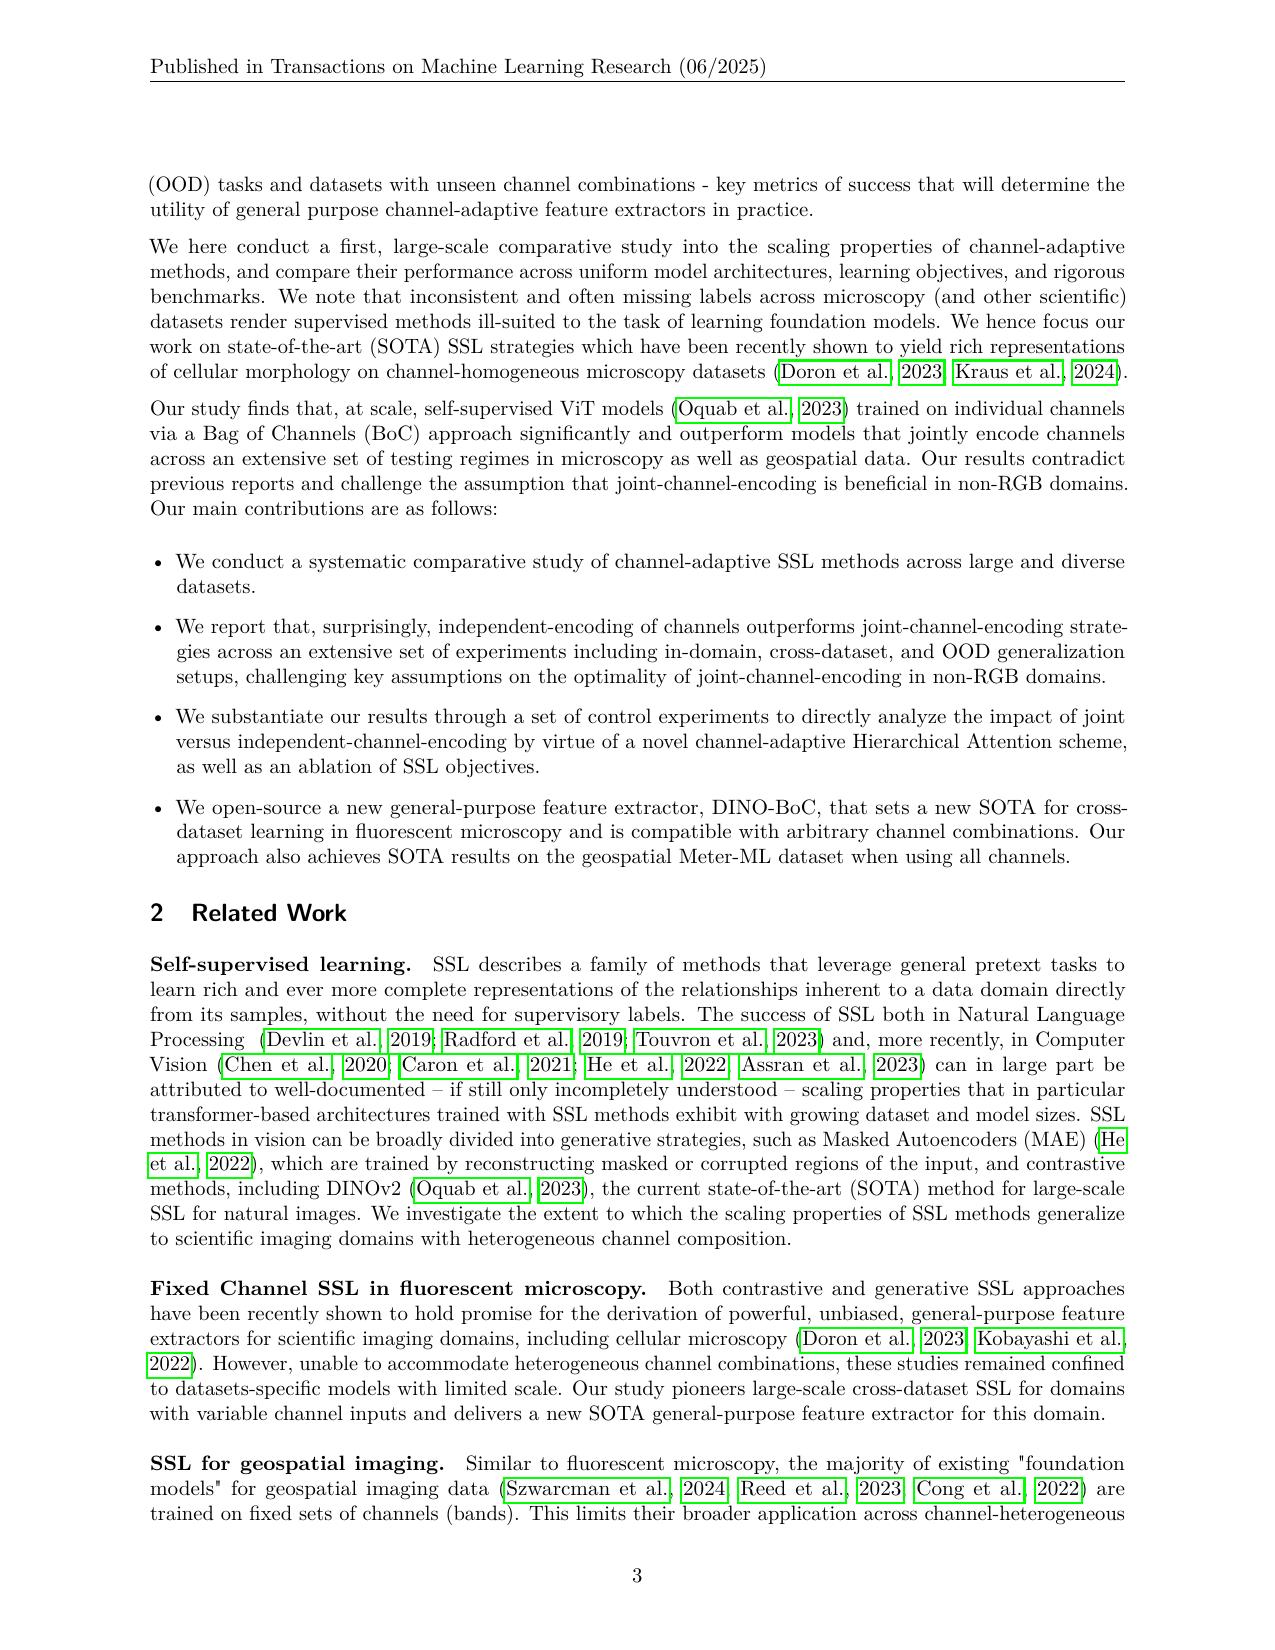 Published in Transactions on Machine Learning Research (06/2025)
(OOD) tasks and datasets with unseen channel combinations - key metrics of success that will determine the
utility of general purpose channel-adaptive feature extractors in practice.
We here conduct a first, large-scale comparative study into the scaling properties of channel-adaptive
methods, and compare their performance across uniform model architectures, learning objectives, and rigorous
benchmarks. We note that inconsistent and often missing labels across microscopy (and other scientific)
datasets render supervised methods ill-suited to the task of learning foundation models. We hence focus our
work on state-of-the-art (SOTA) SSL strategies which have been recently shown to yield rich representations
of cellular morphology on channel-homogeneous microscopy datasets (Doron et al., 2023; Kraus et al., 2024).
Our study finds that, at scale, self-supervised ViT models (Oquab et al., 2023) trained on individual channels
via a Bag of Channels (BoC) approach significantly and outperform models that jointly encode channels
across an extensive set of testing regimes in microscopy as well as geospatial data. Our results contradict
previous reports and challenge the assumption that joint-channel-encoding is beneficial in non-RGB domains.
Our main contributions are as follows:
• We conduct a systematic comparative study of channel-adaptive SSL methods across large and diverse
datasets.
• We report that, surprisingly, independent-encoding of channels outperforms joint-channel-encoding strate-
gies across an extensive set of experiments including in-domain, cross-dataset, and OOD generalization
setups, challenging key assumptions on the optimality of joint-channel-encoding in non-RGB domains.
• We substantiate our results through a set of control experiments to directly analyze the impact of joint
versus independent-channel-encoding by virtue of a novel channel-adaptive Hierarchical Attention scheme,
as well as an ablation of SSL objectives.
• We open-source a new general-purpose feature extractor, DINO-BoC, that sets a new SOTA for cross-
dataset learning in fluorescent microscopy and is compatible with arbitrary channel combinations. Our
approach also achieves SOTA results on the geospatial Meter-ML dataset when using all channels.
2 Related Work
Self-supervised learning. SSL describes a family of methods that leverage general pretext tasks to
learn rich and ever more complete representations of the relationships inherent to a data domain directly
from its samples, without the need for supervisory labels. The success of SSL both in Natural Language
Processing (Devlin et al., 2019; Radford et al., 2019; Touvron et al., 2023) and, more recently, in Computer
Vision (Chen et al., 2020; Caron et al., 2021; He et al., 2022; Assran et al., 2023) can in large part be
attributed to well-documented – if still only incompletely understood – scaling properties that in particular
transformer-based architectures trained with SSL methods exhibit with growing dataset and model sizes. SSL
methods in vision can be broadly divided into generative strategies, such as Masked Autoencoders (MAE) (He
et al., 2022), which are trained by reconstructing masked or corrupted regions of the input, and contrastive
methods, including DINOv2 (Oquab et al., 2023), the current state-of-the-art (SOTA) method for large-scale
SSL for natural images. We investigate the extent to which the scaling properties of SSL methods generalize
to scientific imaging domains with heterogeneous channel composition.
Fixed Channel SSL in fluorescent microscopy. Both contrastive and generative SSL approaches
have been recently shown to hold promise for the derivation of powerful, unbiased, general-purpose feature
extractors for scientific imaging domains, including cellular microscopy (Doron et al., 2023; Kobayashi et al.,
2022). However, unable to accommodate heterogeneous channel combinations, these studies remained confined
to datasets-specific models with limited scale. Our study pioneers large-scale cross-dataset SSL for domains
with variable channel inputs and delivers a new SOTA general-purpose feature extractor for this domain.
SSL for geospatial imaging. Similar to fluorescent microscopy, the majority of existing "foundation
models" for geospatial imaging data (Szwarcman et al., 2024; Reed et al., 2023; Cong et al., 2022) are
trained on fixed sets of channels (bands). This limits their broader application across channel-heterogeneous
3